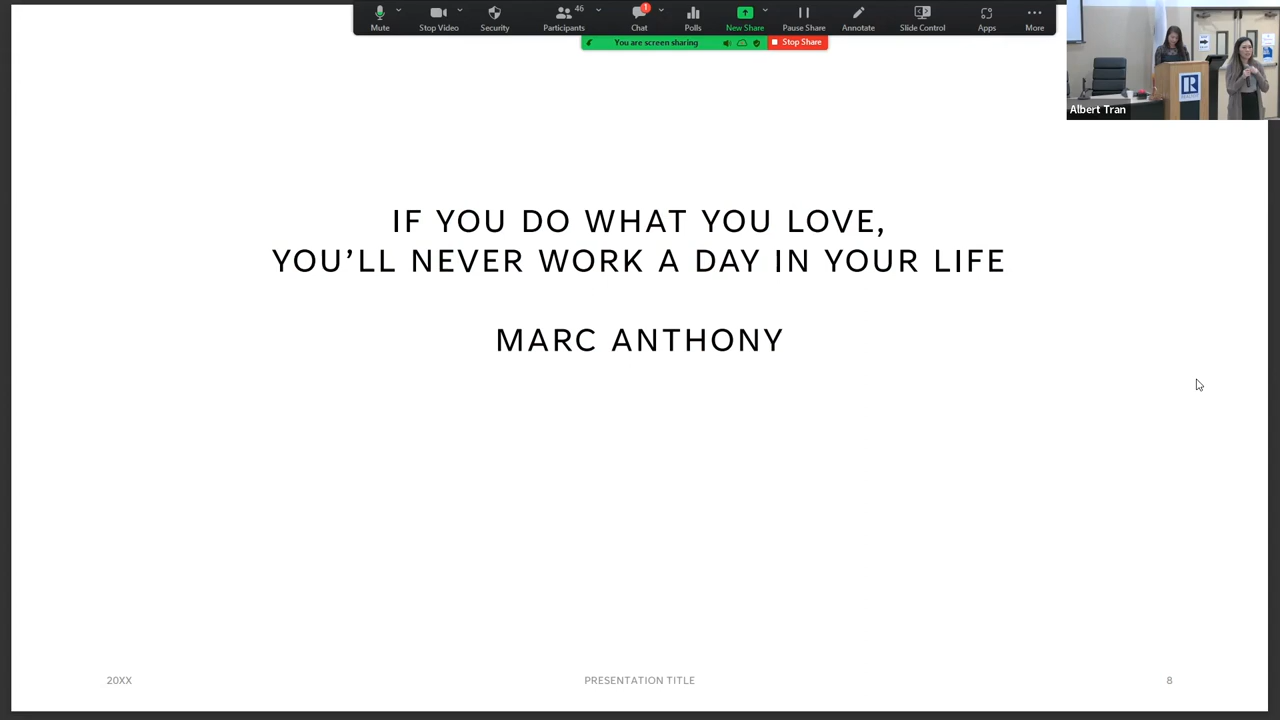 Mute
Stop Video
Security
46
Participants
1
Chat
Polls
New Share
Pause Share
Annotate
Slide Control
Apps
More
You are screen sharing
Stop Share
R
Albert Tran
IF YOU DO WHAT YOU LOVE,
YOU’LL NEVER WORK A DAY IN YOUR LIFE
MARC ANTHONY
20XX
PRESENTATION TITLE
8